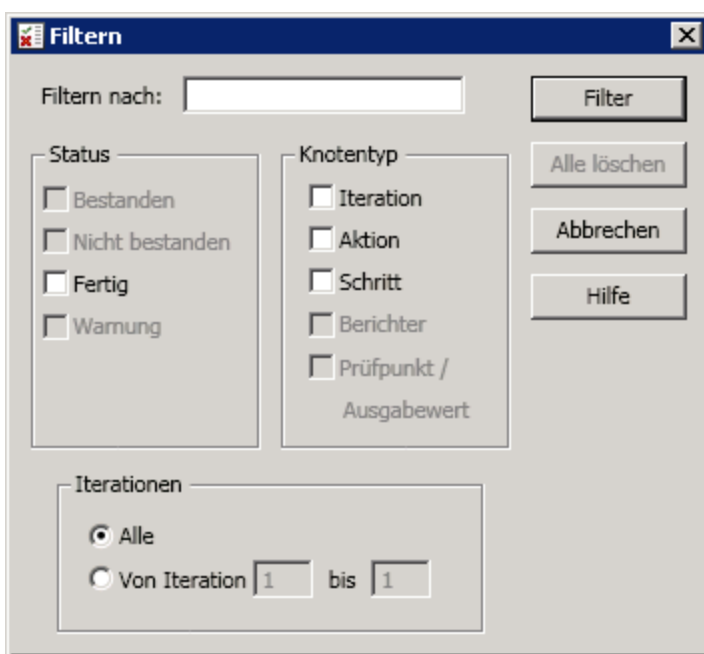 Filtern
Filtern nach:
Filter
Status
Bestanden
Nicht bestanden
Fertig
Warnung
Knotentyp
Iteration
Aktion
Schritt
Berichter
Prüfpunkt /
Ausgabewert
Alle löschen
Abbrechen
Hilfe
Iterationen
Alle
Von Iteration 1 bis 1